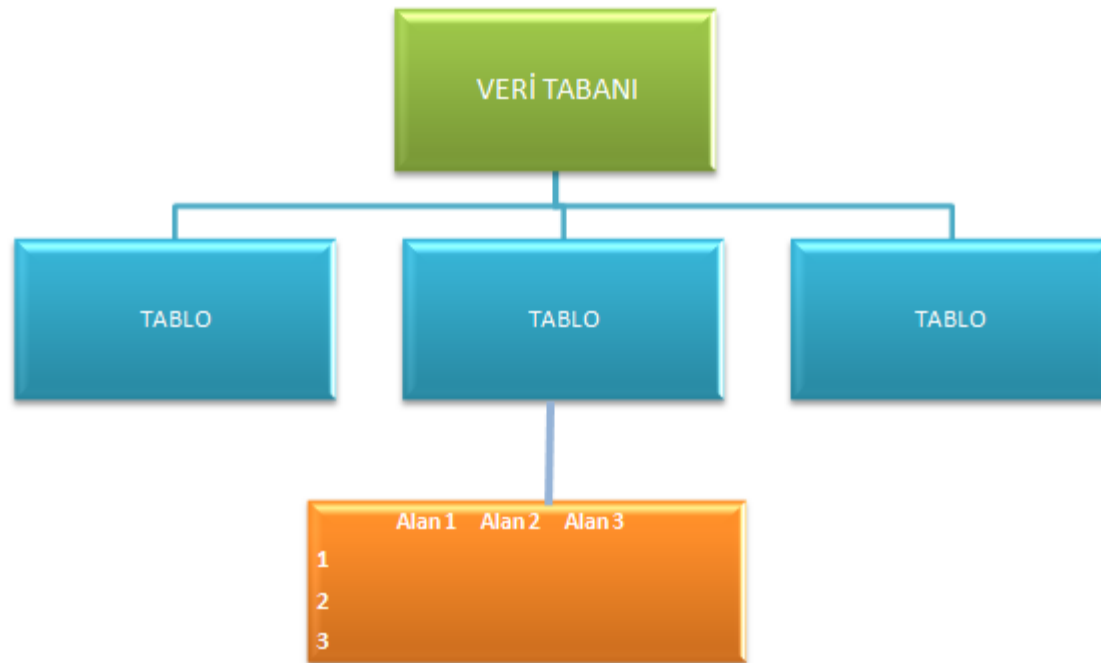 VERİ TABANI
TABLO
TABLO
TABLO
Alan 1 Alan 2 Alan 3
1
2
3